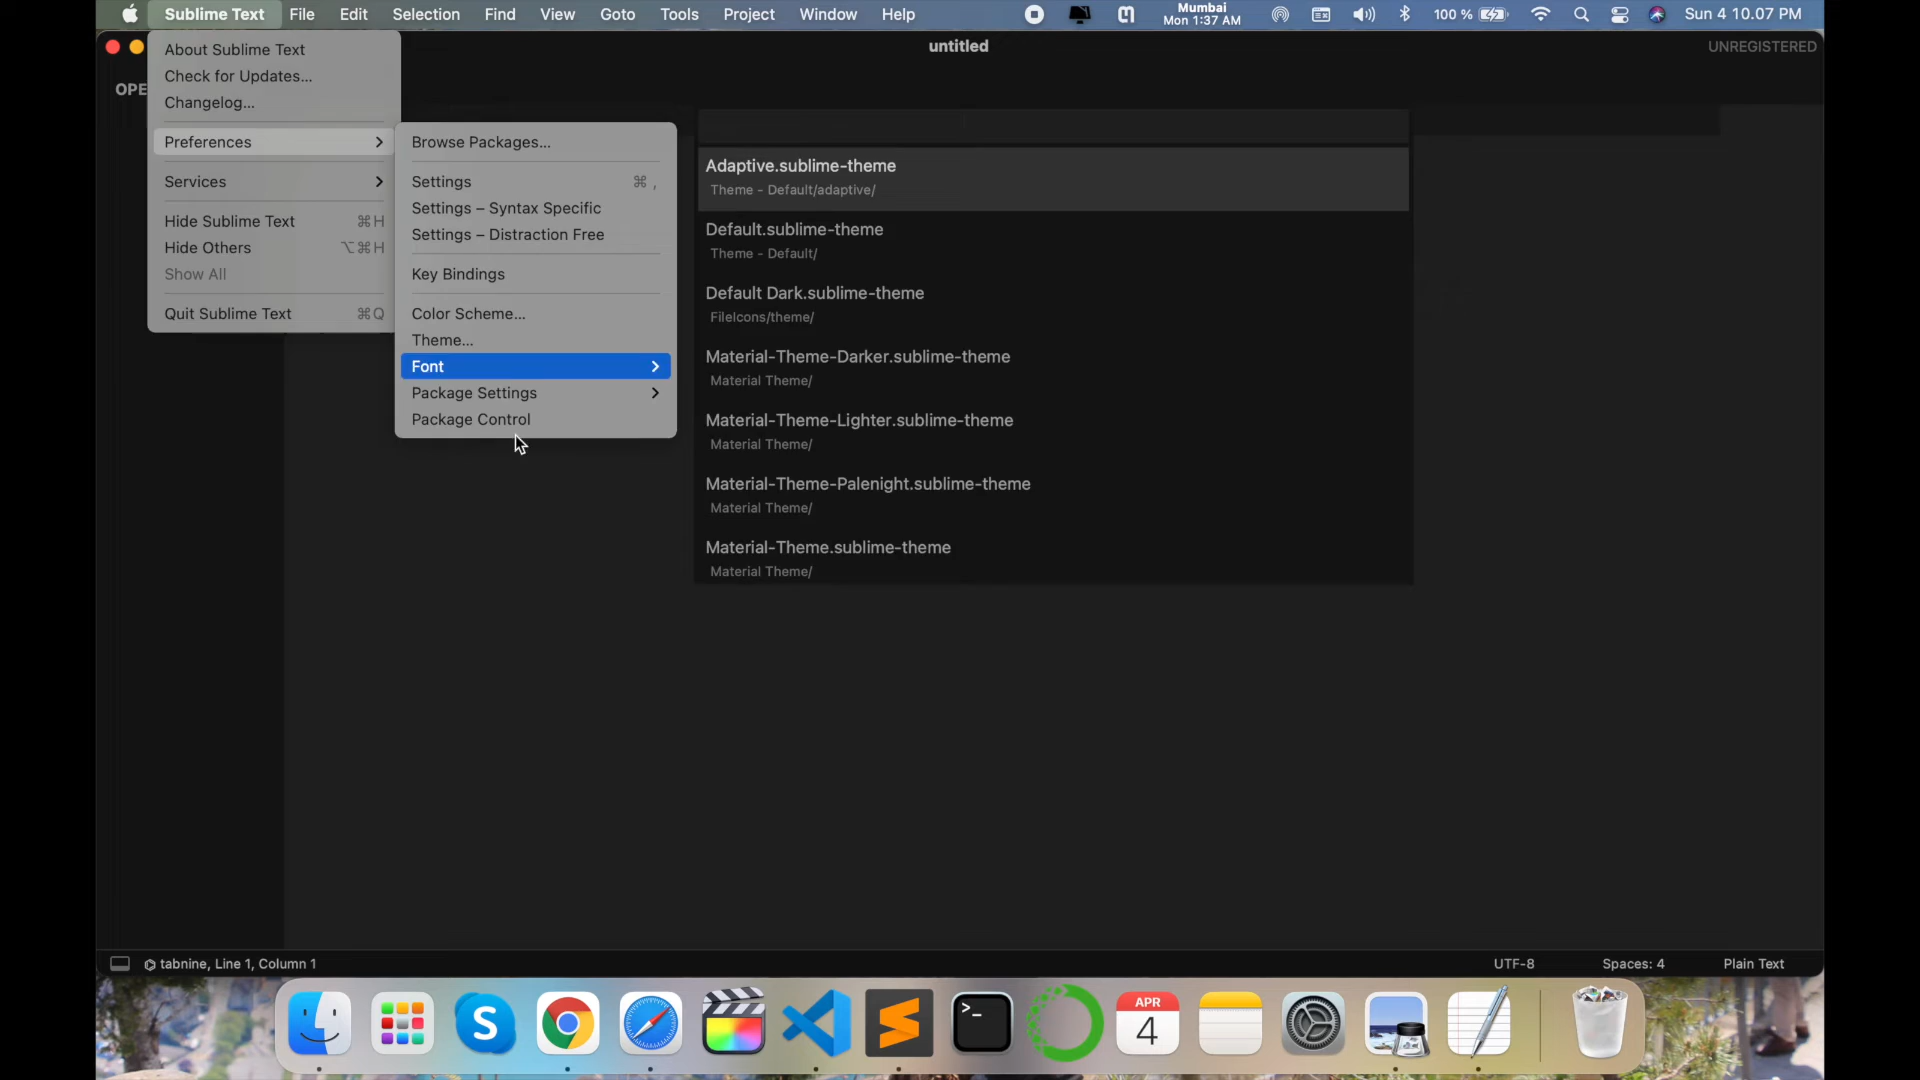 Sublime Text File Edit Selection Find View Goto Tools Project Window Help
Mumbai
Mon 1:37 AM
100 %
Sun 4 10.07 PM
untitled
UNREGISTERED
OPE
About Sublime Text
Check for Updates...
Changelog...
Preferences
Services
Hide Sublime Text ⌘H
Hide Others ⌥⌘H
Show All
Quit Sublime Text ⌘Q
Browse Packages...
Settings ⌘ ,
Settings – Syntax Specific
Settings – Distraction Free
Key Bindings
Color Scheme...
Theme...
Font
Package Settings
Package Control
Adaptive.sublime-theme
Theme - Default/adaptive/
Default.sublime-theme
Theme - Default/
Default Dark.sublime-theme
FileIcons/theme/
Material-Theme-Darker.sublime-theme
Material Theme/
Material-Theme-Lighter.sublime-theme
Material Theme/
Material-Theme-Palenight.sublime-theme
Material Theme/
Material-Theme.sublime-theme
Material Theme/
tabnine, Line 1, Column 1
UTF-8
Spaces: 4
Plain Text
S
>_
APR
4